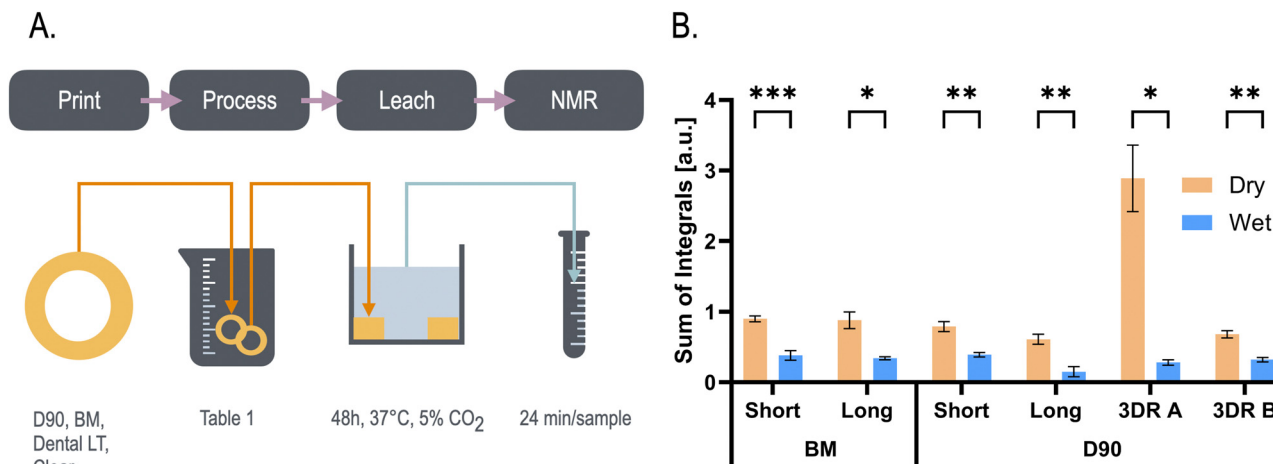 A.
Print
Process
Leach
NMR
D90, BM,
Dental LT,
Table 1
48h, 37°C, 5% CO2
24 min/sample
B.
*** * ** ** * **
Sum of Integrals [a.u.]
4
3
2
1
0
Dry
Wet
Short Long Short Long 3DR A 3DR B
BM D90